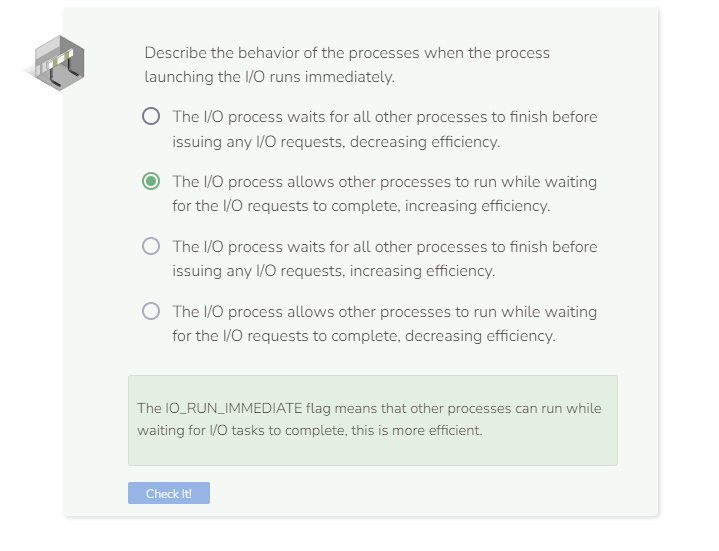 Describe the behavior of the processes when the process
launching the I/O runs immediately.
The I/O process waits for all other processes to finish before
issuing any I/O requests, decreasing efficiency.
The I/O process allows other processes to run while waiting
for the I/O requests to complete, increasing efficiency.
The I/O process waits for all other processes to finish before
issuing any I/O requests, increasing efficiency.
The I/O process allows other processes to run while waiting
for the I/O requests to complete, decreasing efficiency.
The IO_RUN_IMMEDIATE flag means that other processes can run while
waiting for I/O tasks to complete, this is more efficient.
Check It!